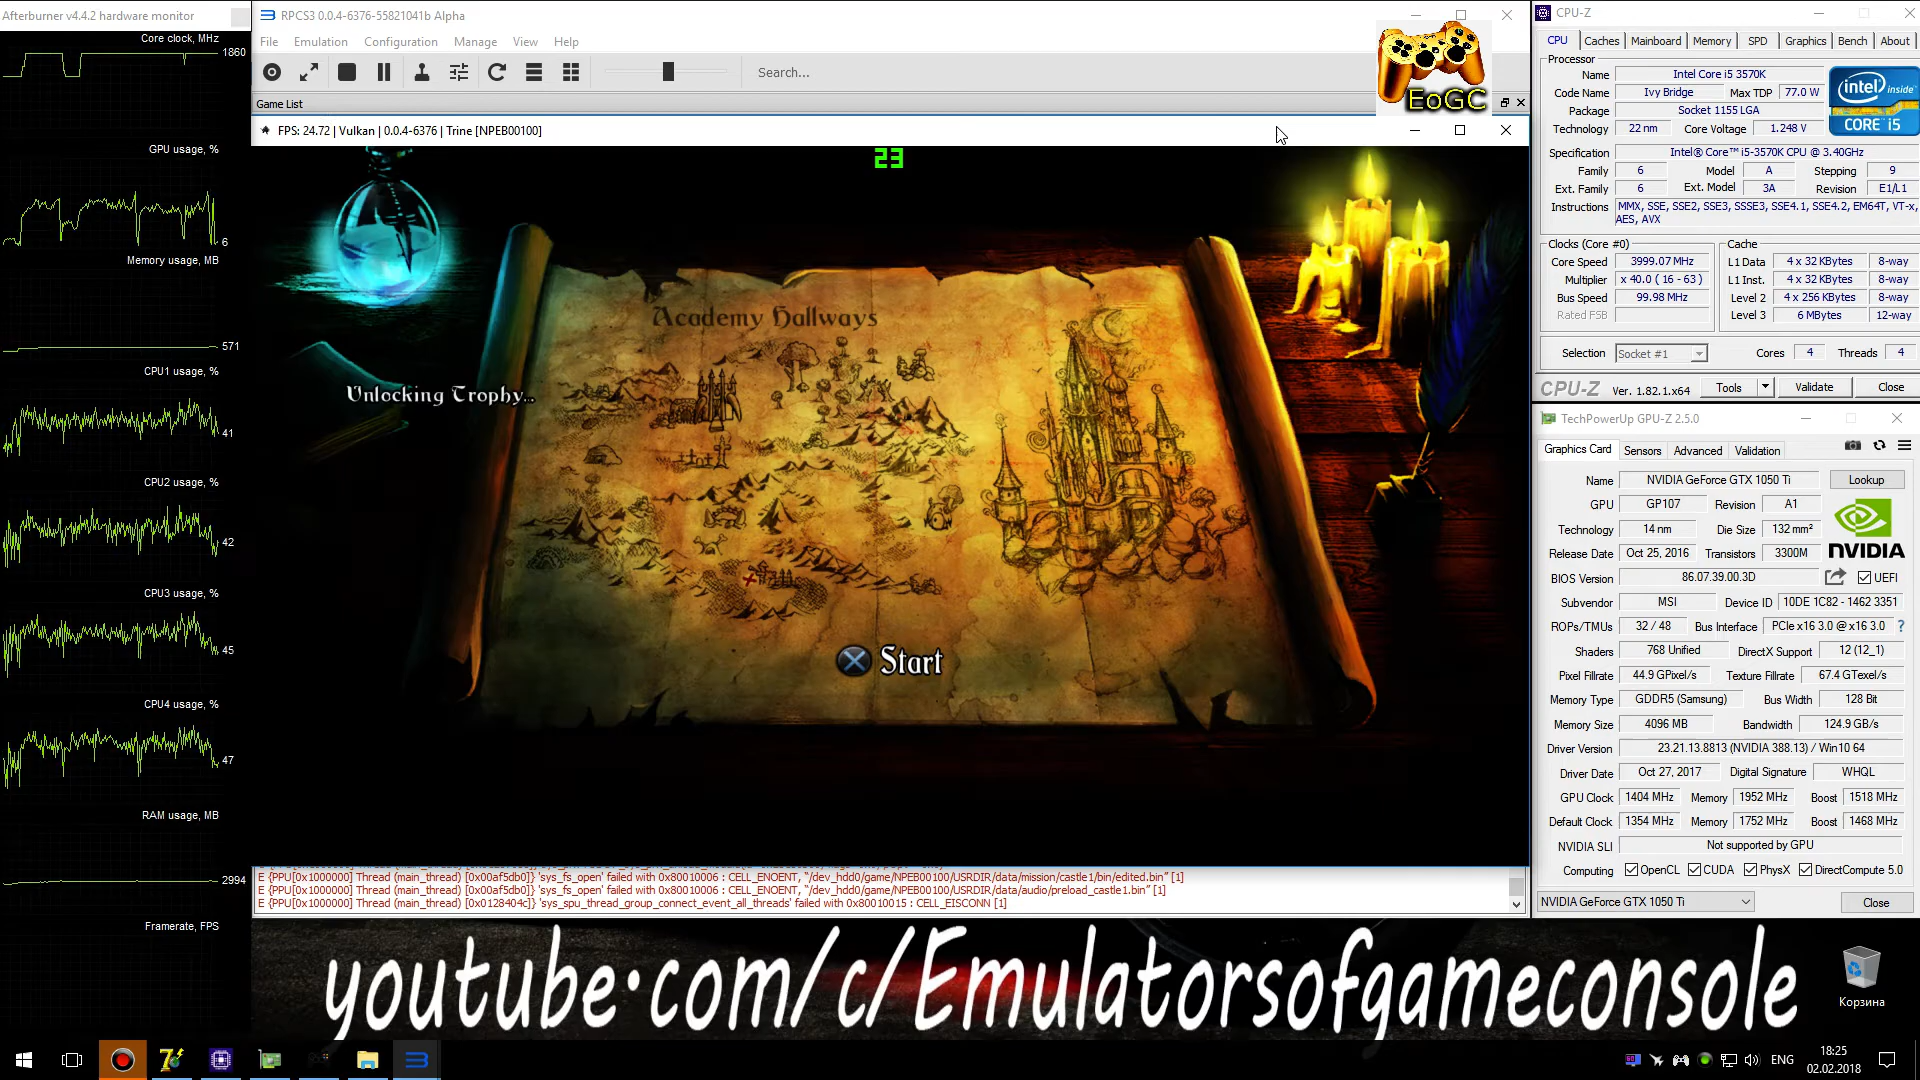 Afterburner v4.4.2 hardware monitor
Core clock, MHz
1860
GPU usage, %
6
Memory usage, MB
571
CPU1 usage, %
41
CPU2 usage, %
42
CPU3 usage, %
45
CPU4 usage, %
47
RAM usage, MB
2994
Framerate, FPS
RPCS3 0.0.4-6376-55821041b Alpha
File Emulation Configuration Manage View Help
Search...
EoGC
Game List
FPS: 24.72 | Vulkan | 0.0.4-6376 | Trine [NPEB00100]
23
Academy Hallways
Unlocking Trophy...
Start
E {PPU[0x1000000] Thread (main_thread) [0x00af5db0]} 'sys_fs_open' failed with 0x80010006 : CELL_ENOENT, "/dev_hdd0/game/NPEB00100/USRDIR/data/mission/castle1/bin/edited.bin" [1]
E {PPU[0x1000000] Thread (main_thread) [0x00af5db0]} 'sys_fs_open' failed with 0x80010006 : CELL_ENOENT, "/dev_hdd0/game/NPEB00100/USRDIR/data/audio/preload_castle1.bin" [1]
E {PPU[0x1000000] Thread (main_thread) [0x0128404c]} 'sys_spu_thread_group_connect_event_all_threads' failed with 0x80010015 : CELL_EISCONN [1]
CPU-Z
CPU Caches Mainboard Memory SPD Graphics Bench About
Processor
Name Intel Core i5 3570K
Code Name Ivy Bridge Max TDP 77.0 W
Package Socket 1155 LGA
Technology 22 nm Core Voltage 1.248 V
intel inside™
CORE i5
Specification Intel® Core™ i5-3570K CPU @ 3.40GHz
Family 6 Model A Stepping 9
Ext. Family 6 Ext. Model 3A Revision E1/L1
Instructions MMX, SSE, SSE2, SSE3, SSSE3, SSE4.1, SSE4.2, EM64T, VT-x,
AES, AVX
Clocks (Core #0)
Core Speed 3999.07 MHz
Multiplier x 40.0 ( 16 - 63 )
Bus Speed 99.98 MHz
Rated FSB
Cache
L1 Data 4 x 32 KBytes 8-way
L1 Inst. 4 x 32 KBytes 8-way
Level 2 4 x 256 KBytes 8-way
Level 3 6 MBytes 12-way
Selection Socket #1 Cores 4 Threads 4
CPU-Z Ver. 1.82.1.x64 Tools Validate Close
TechPowerUp GPU-Z 2.5.0
Graphics Card Sensors Advanced Validation
Name NVIDIA GeForce GTX 1050 Ti Lookup
GPU GP107 Revision A1
Technology 14 nm Die Size 132 mm²
Release Date Oct 25, 2016 Transistors 3300M
NVIDIA
BIOS Version 86.07.39.00.3D UEFI
Subvendor MSI Device ID 10DE 1C82 - 1462 3351
ROPs/TMUs 32 / 48 Bus Interface PCIe x16 3.0 @ x16 3.0 ?
Shaders 768 Unified DirectX Support 12 (12_1)
Pixel Fillrate 44.9 GPixel/s Texture Fillrate 67.4 GTexel/s
Memory Type GDDR5 (Samsung) Bus Width 128 Bit
Memory Size 4096 MB Bandwidth 124.9 GB/s
Driver Version 23.21.13.8813 (NVIDIA 388.13) / Win10 64
Driver Date Oct 27, 2017 Digital Signature WHQL
GPU Clock 1404 MHz Memory 1952 MHz Boost 1518 MHz
Default Clock 1354 MHz Memory 1752 MHz Boost 1468 MHz
NVIDIA SLI Not supported by GPU
Computing OpenCL CUDA PhysX DirectCompute 5.0
NVIDIA GeForce GTX 1050 Ti Close
youtube.com/c/Emulatorsofgameconsole
Корзина
ENG
18:25
02.02.2018